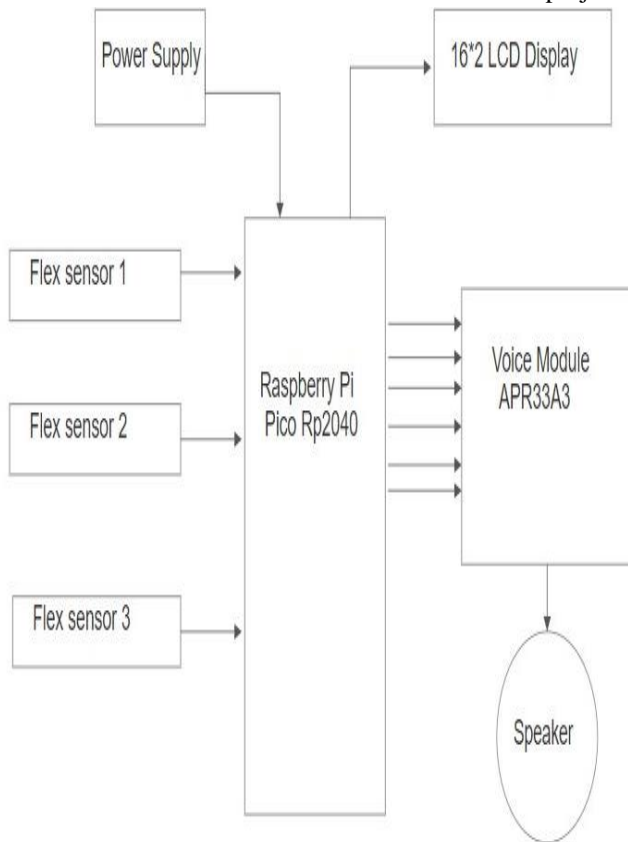 proj
Power Supply
16*2 LCD Display
Flex sensor 1
Flex sensor 2
Flex sensor 3
Raspberry Pi
Pico Rp2040
Voice Module
APR33A3
Speaker